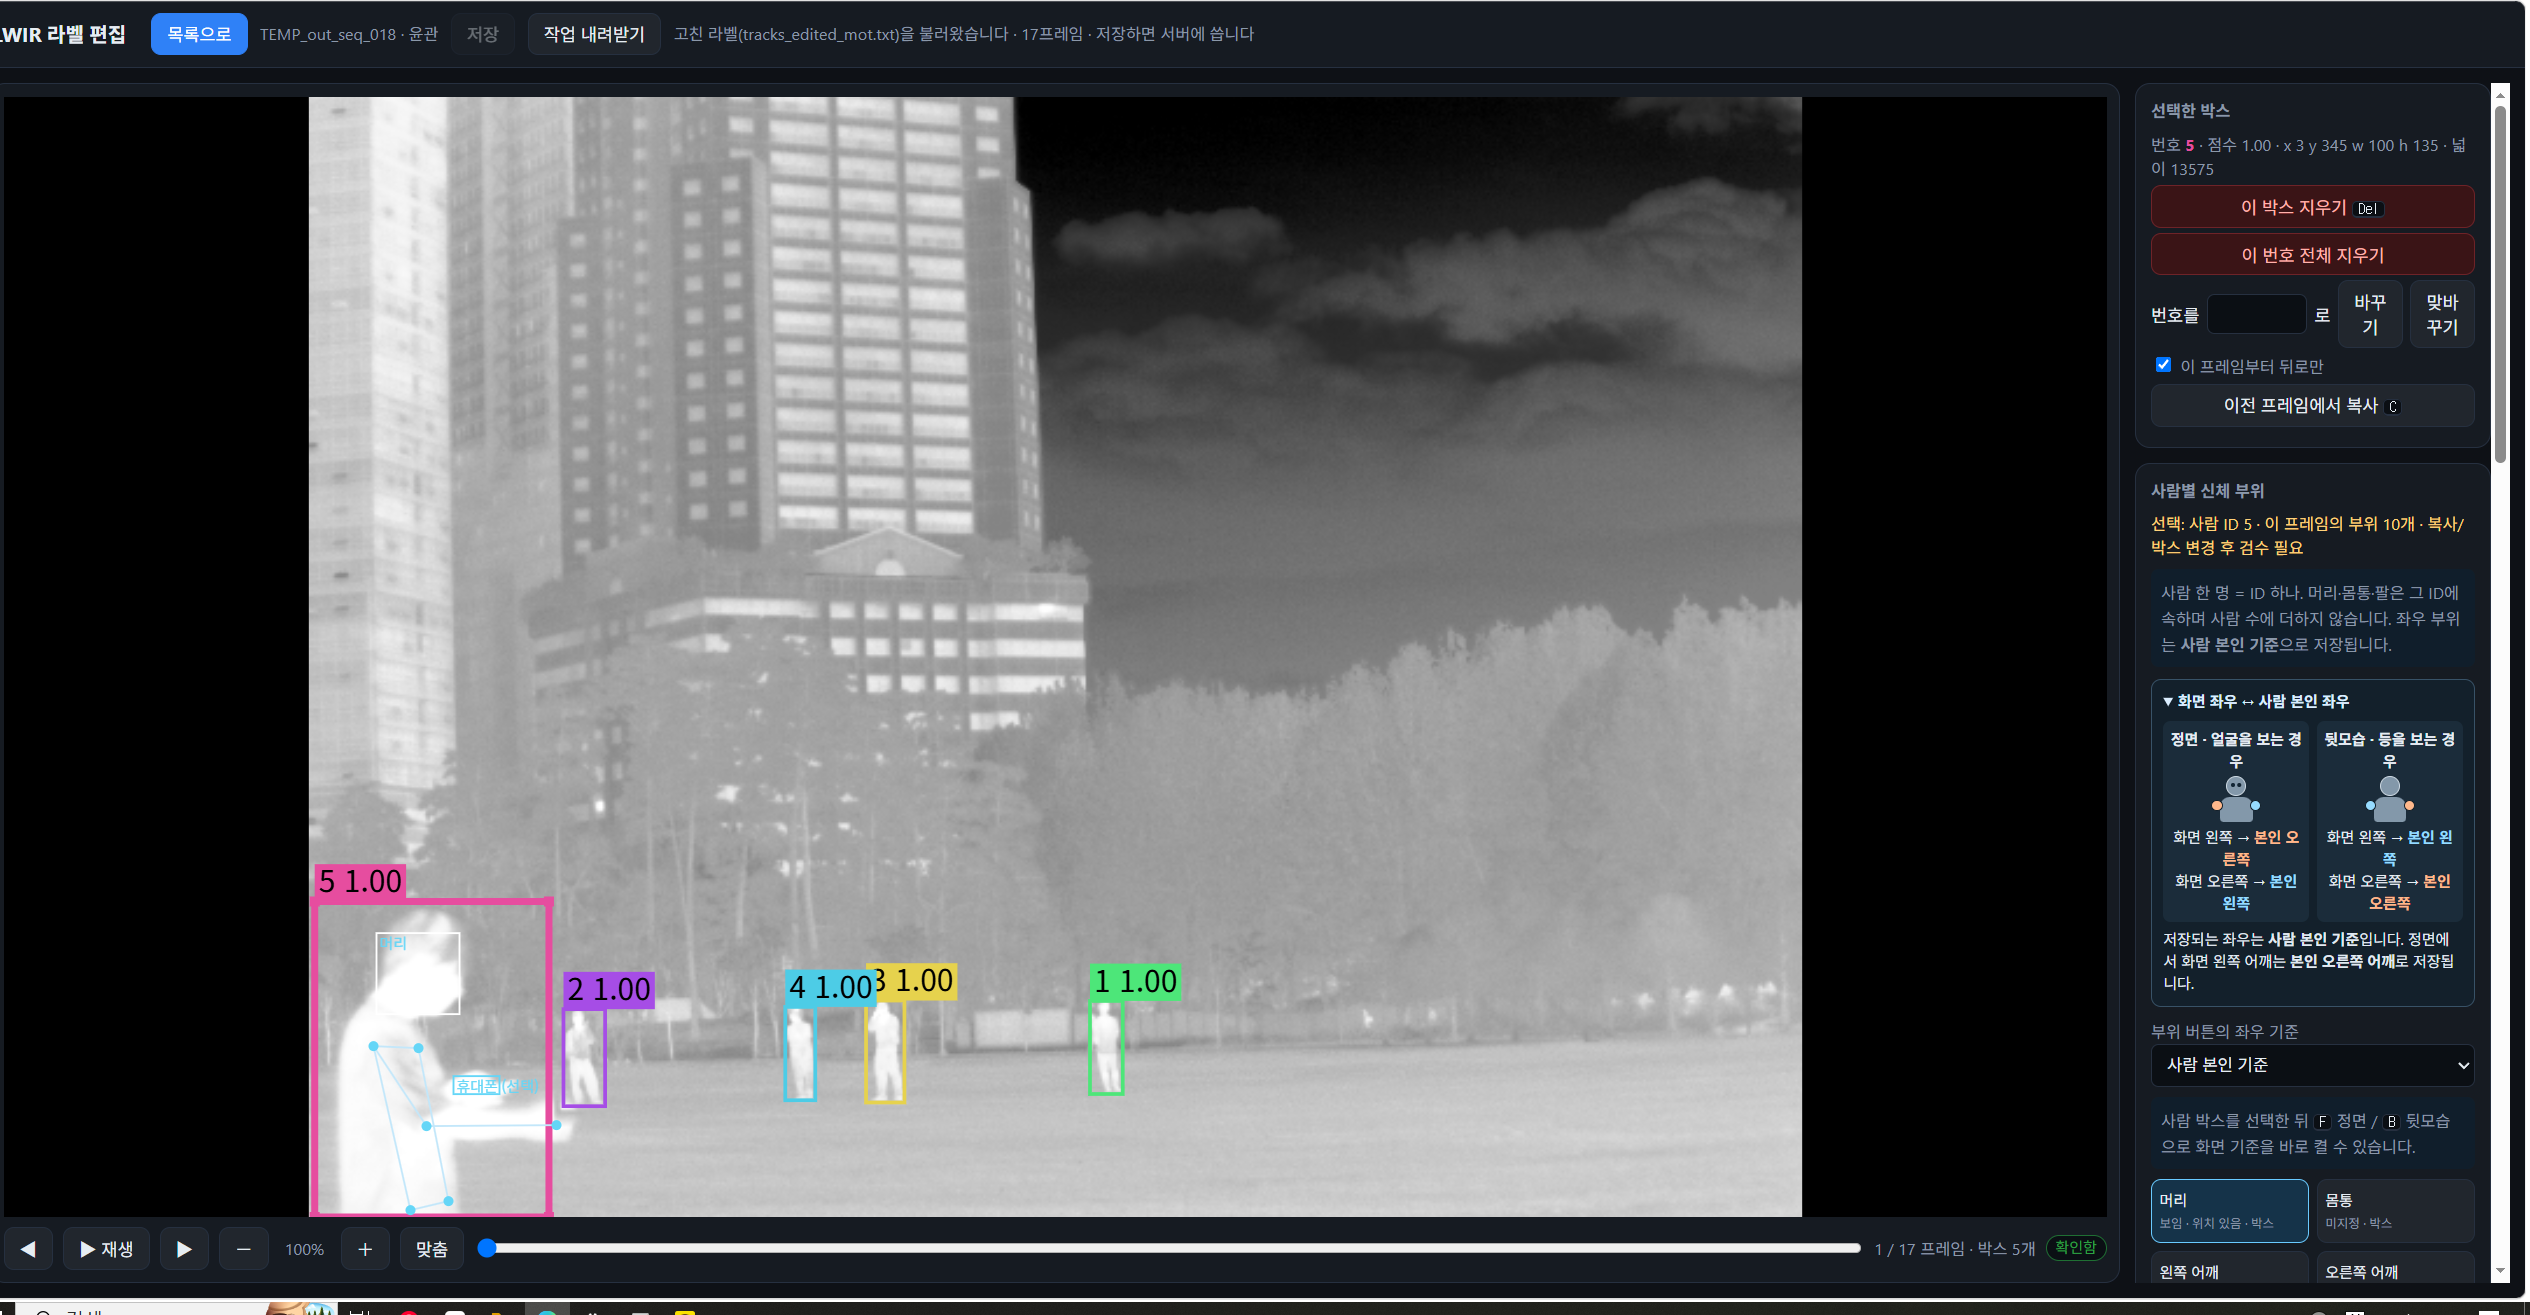 WIR 라벨 편집
목록으로
TEMP_out_seq_018 · 윤관
저장
작업 내려받기
고친 라벨(tracks_edited_mot.txt)을 불러왔습니다 · 17프레임 · 저장하면 서버에 씁니다
5 1.00
머리
휴대폰(선택)
2 1.00
4 1.00
3 1.00
1 1.00
◀
▶ 재생
▶
−
100%
+
맞춤
1 / 17 프레임 · 박스 5개
확인함
선택한 박스
번호 5 · 점수 1.00 · x 3 y 345 w 100 h 135 · 넓
이 13575
이 박스 지우기 Del
이 번호 전체 지우기
번호를
로
바꾸
기
맞바
꾸기
이 프레임부터 뒤로만
이전 프레임에서 복사 C
사람별 신체 부위
선택: 사람 ID 5 · 이 프레임의 부위 10개 · 복사/
박스 변경 후 검수 필요
사람 한 명 = ID 하나. 머리·몸통·팔은 그 ID에
속하며 사람 수에 더하지 않습니다. 좌우 부위
는 사람 본인 기준으로 저장됩니다.
▼ 화면 좌우 ↔ 사람 본인 좌우
정면 · 얼굴을 보는 경
우
화면 왼쪽 → 본인 오
른쪽
화면 오른쪽 → 본인
왼쪽
뒷모습 · 등을 보는 경
우
화면 왼쪽 → 본인 왼
쪽
화면 오른쪽 → 본인
오른쪽
저장되는 좌우는 사람 본인 기준입니다. 정면에
서 화면 왼쪽 어깨는 본인 오른쪽 어깨로 저장됩
니다.
부위 버튼의 좌우 기준
사람 본인 기준
사람 박스를 선택한 뒤 F 정면 / B 뒷모습
으로 화면 기준을 바로 켤 수 있습니다.
머리
보임 · 위치 있음 · 박스
몸통
미지정 · 박스
왼쪽 어깨
오른쪽 어깨